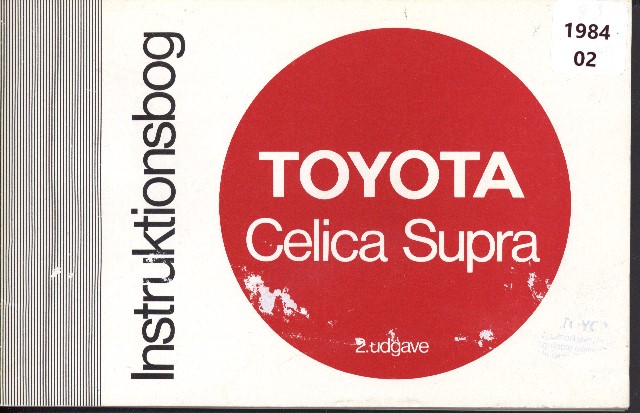 Instruktionsbog
1984
02
TOYOTA
Celica Supra
2.udgave